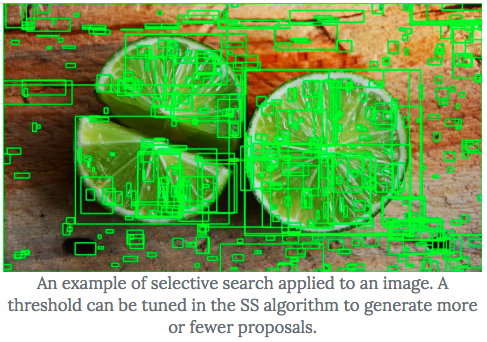 An example of selective search applied to an image. A
threshold can be tuned in the SS algorithm to generate more
or fewer proposals.